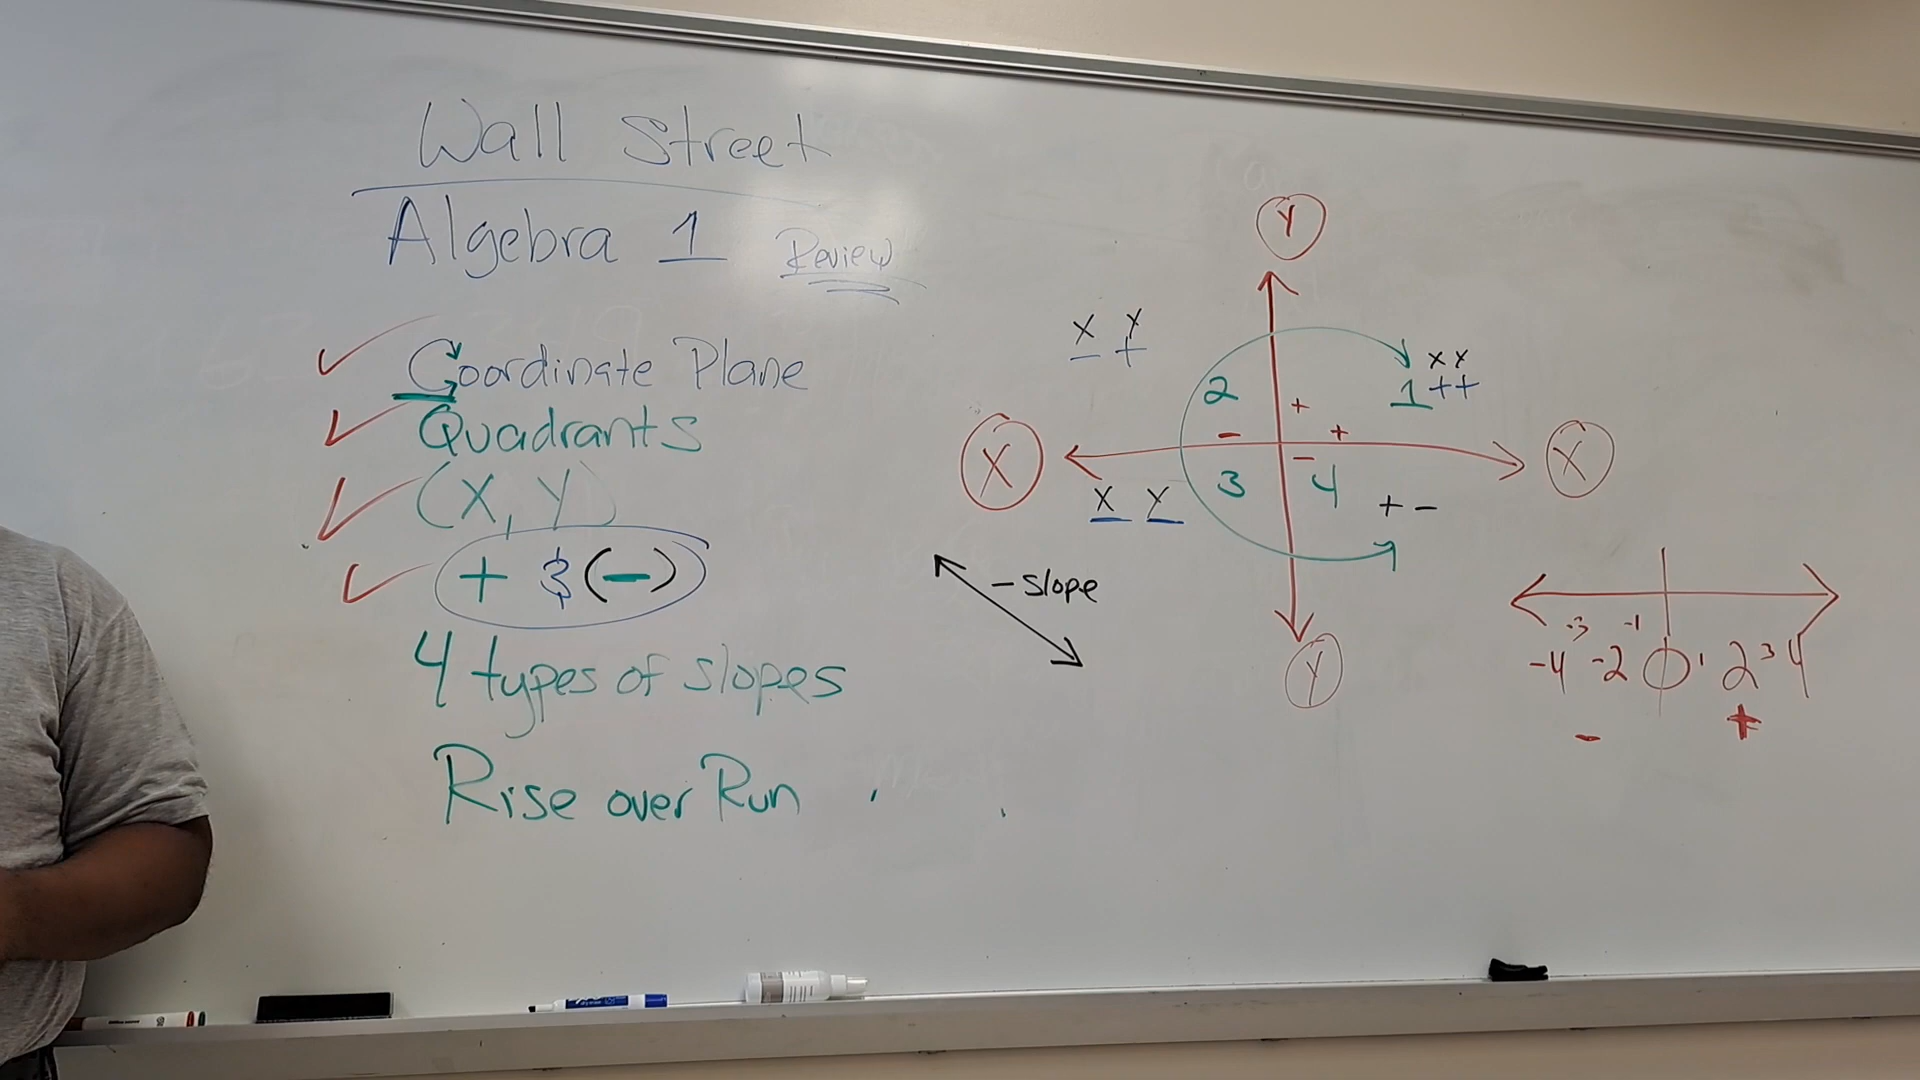 Wall Street
Algebra 1 Review
Coordinate Plane
Quadrants
(X, Y)
+ & (-)
4 types of slopes
Rise over Run
Y
X Y
- +
X Y
+ +
2
1
+
- +
X
X
-
3
4
X Y
- -
+ -
- slope
Y
-3 -1
-4 -2 0 1 2 3 4
- +